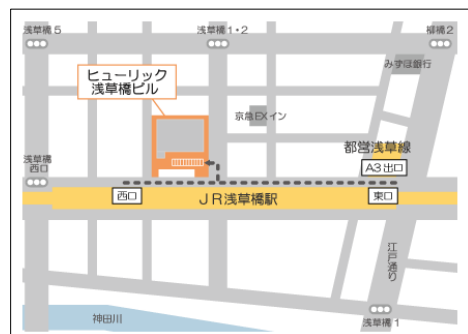 浅草橋5
浅草橋1・2
柳橋2
みずほ銀行
ヒューリック
浅草橋ビル
京急EXイン
都営浅草線
A3出口
浅草橋
西口
西口
JR浅草橋駅
東口
江戸通り
神田川
浅草橋1